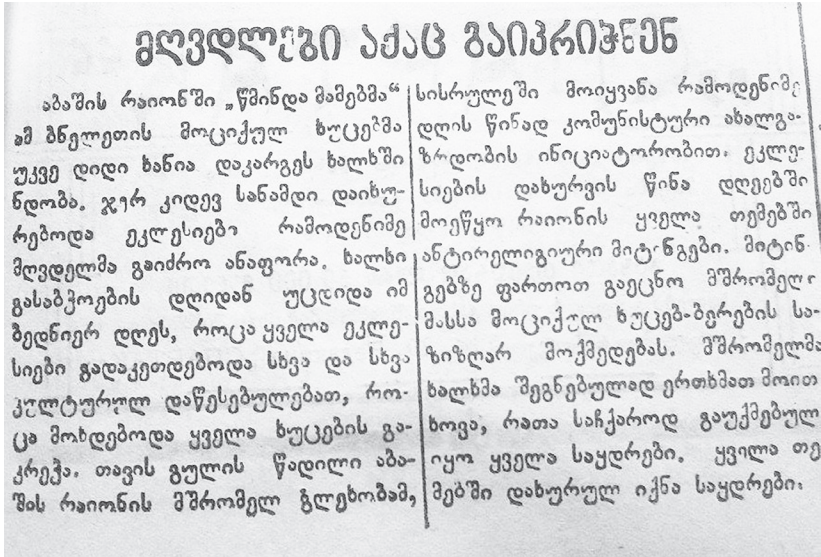 მღვდლები აქაც გაიკრიჭნენ
აბაშის რაიონში „წმინდა მამებმა“
ამ ბნელეთის მოციქულ ხუცებმა
უკვე დიდი ხანია დაკარგეს ხალხში
ნდობა. ჯერ კიდევ სანამდი დაიხუ-
რებოდა ეკლესიები რამოდენიმე
მღვდელმა გაიძრო ანაფორა. ხალხი
გასაბჭოების დღიდან უცდიდა იმ
ბედნიერ დღეს, როცა ყველა ეკლე-
სიები გადაკეთდებოდა სხვა და სხვა
კულტურულ დაწესებულებათ, რო-
ცა მოხდებოდა ყველა ხუცების გა-
კრეჭა. თავის გულის წადილი აბა-
შის რაიონის მშრომელ გლეხობამ,
სისრულეში მოიყვანა რამოდენიმე
დღის წინად კომუნისტური ახალგა-
ზრდობის ინიციატორობით. ეკლე-
სიების დახურვის წინა დღეებში
მოეწყო რაიონის ყველა თემებში
ანტირელიგიური მიტინგები. მიტინ
გებზე ფართოთ გაეცნო მშრომელი
მასსა მოციქულ ხუცებ-ბერების სა-
ზიზღარ მოქმედებას. მშრომელმა
ხალხმა შეგნებულად ერთხმათ მოით
ხოვა, რათა საჩქაროდ გაუქმებულ
იყო ყველა საყდრები. ყვილა თე
მებში დახურულ იქნა საყდრები.